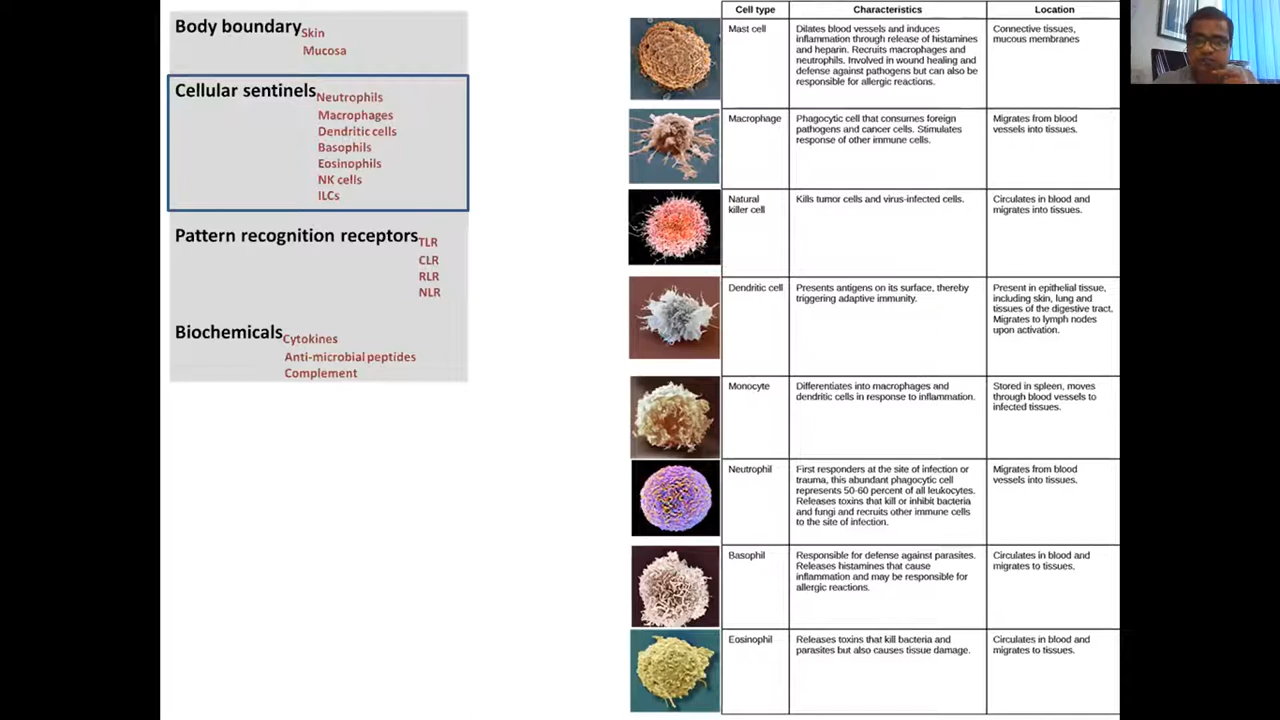 Body boundary
Skin
Mucosa
Cellular sentinels
Neutrophils
Macrophages
Dendritic cells
Basophils
Eosinophils
NK cells
ILCs
Pattern recognition receptors
TLR
CLR
RLR
NLR
Biochemicals
Cytokines
Anti-microbial peptides
Complement
Cell type
Characteristics
Location
Mast cell
Dilates blood vessels and induces
inflammation through release of histamines
and heparin. Recruits macrophages and
neutrophils. Involved in wound healing and
defense against pathogens but can also be
responsible for allergic reactions.
Connective tissues,
mucous membranes
Macrophage
Phagocytic cell that consumes foreign
pathogens and cancer cells. Stimulates
response of other immune cells.
Migrates from blood
vessels into tissues.
Natural
killer cell
Kills tumor cells and virus-infected cells.
Circulates in blood and
migrates into tissues.
Dendritic cell
Presents antigens on its surface, thereby
triggering adaptive immunity.
Present in epithelial tissue,
including skin, lung and
tissues of the digestive tract.
Migrates to lymph nodes
upon activation.
Monocyte
Differentiates into macrophages and
dendritic cells in response to inflammation.
Stored in spleen, moves
through blood vessels to
infected tissues.
Neutrophil
First responders at the site of infection or
trauma, this abundant phagocytic cell
represents 50-60 percent of all leukocytes.
Releases toxins that kill or inhibit bacteria
and fungi and recruits other immune cells
to the site of infection.
Migrates from blood
vessels into tissues.
Basophil
Responsible for defense against parasites.
Releases histamines that cause
inflammation and may be responsible for
allergic reactions.
Circulates in blood and
migrates to tissues.
Eosinophil
Releases toxins that kill bacteria and
parasites but also causes tissue damage.
Circulates in blood and
migrates to tissues.